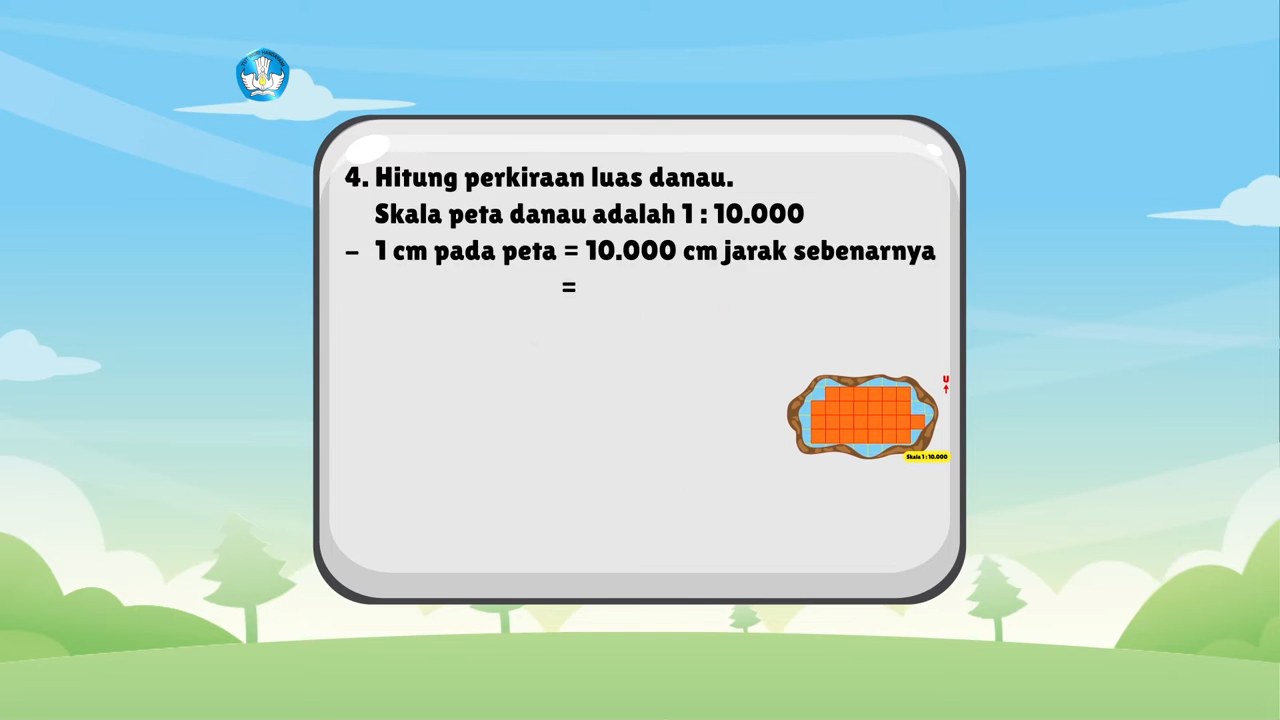 4. Hitung perkiraan luas danau.
Skala peta danau adalah 1 : 10.000
– 1 cm pada peta = 10.000 cm jarak sebenarnya
=
U
Skala 1 : 10.000